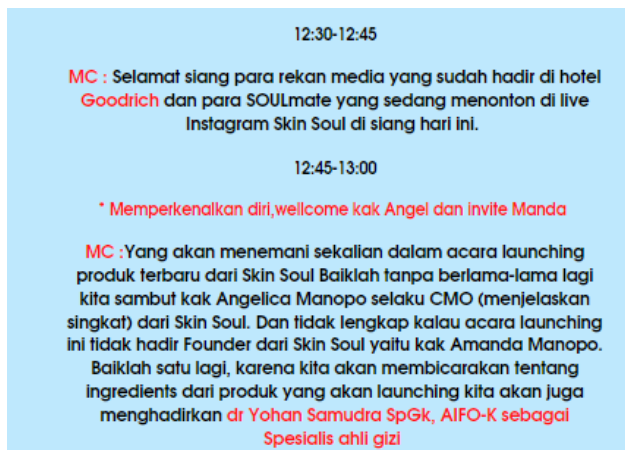 12:30-12:45
MC : Selamat siang para rekan media yang sudah hadir di hotel
Goodrich dan para SOULmate yang sedang menonton di live
Instagram Skin Soul di siang hari ini.
12:45-13:00
* Memperkenalkan diri,wellcome kak Angel dan invite Manda
MC :Yang akan menemani sekalian dalam acara launching
produk terbaru dari Skin Soul Baiklah tanpa berlama-lama lagi
kita sambut kak Angelica Manopo selaku CMO (menjelaskan
singkat) dari Skin Soul. Dan tidak lengkap kalau acara launching
ini tidak hadir Founder dari Skin Soul yaitu kak Amanda Manopo.
Baiklah satu lagi, karena kita akan membicarakan tentang
ingredients dari produk yang akan launching kita akan juga
menghadirkan dr Yohan Samudra SpGk, AIFO-K sebagai
Spesialis ahli gizi